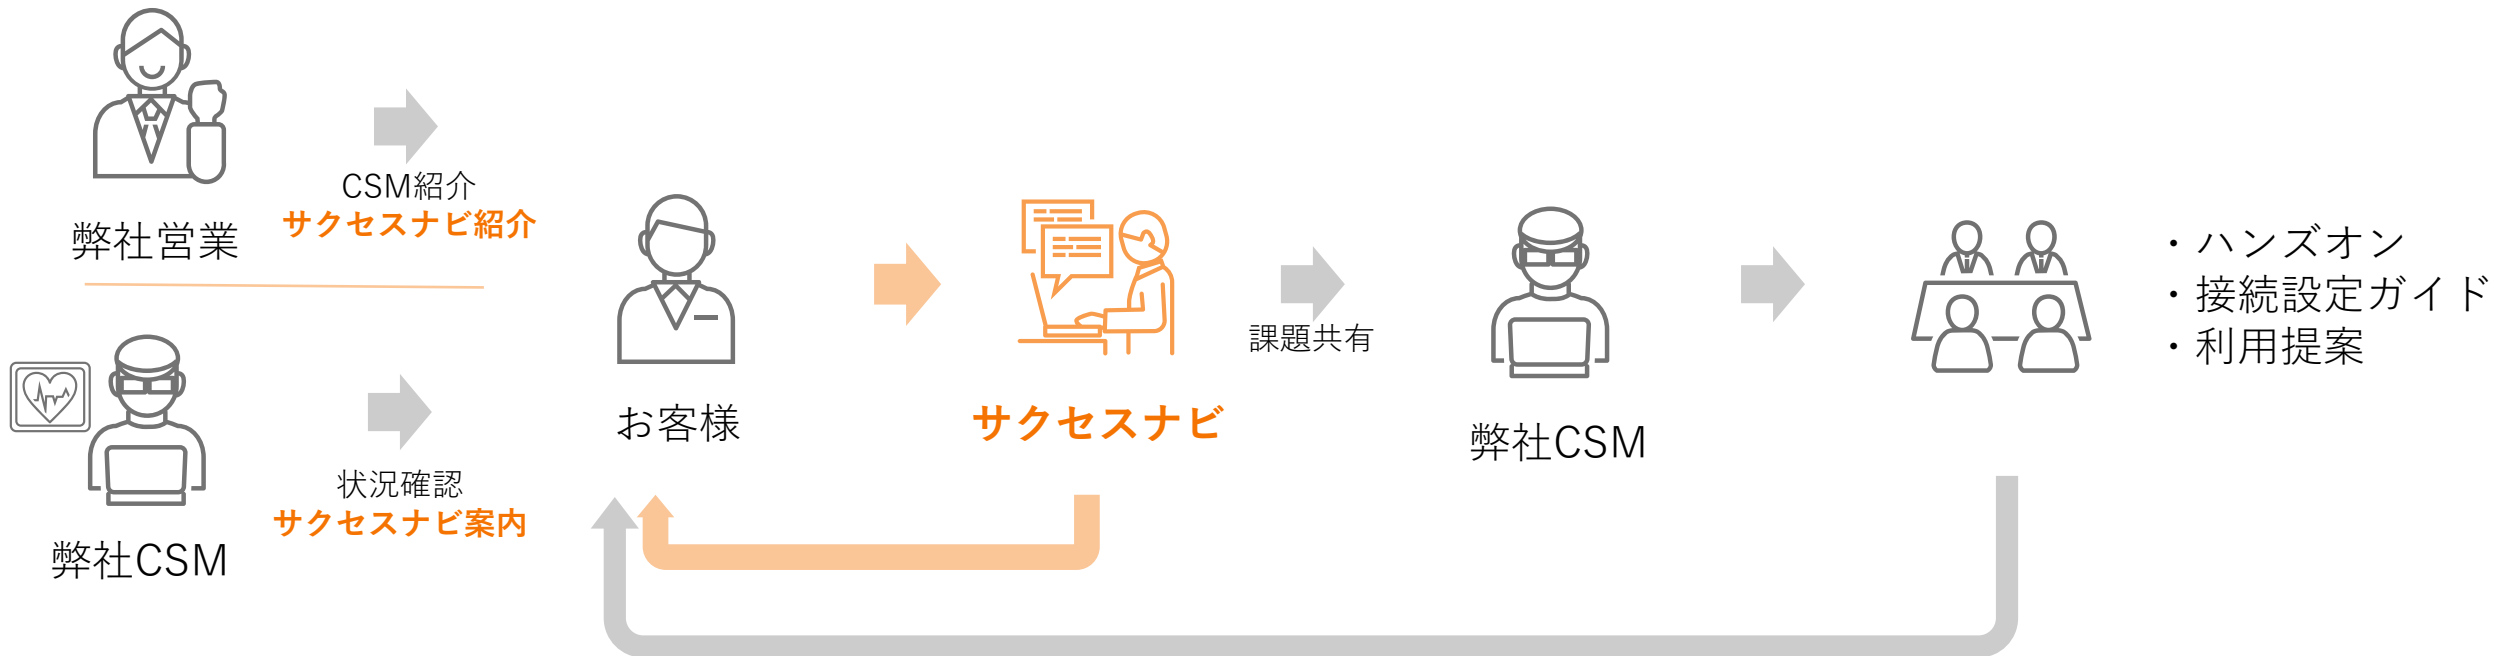 弊社営業
CSM紹介
サクセスナビ紹介
弊社CSM
状況確認
サクセスナビ案内
お客様
サクセスナビ
課題共有
弊社CSM
・ハンズオン
・接続設定ガイド
・利用提案